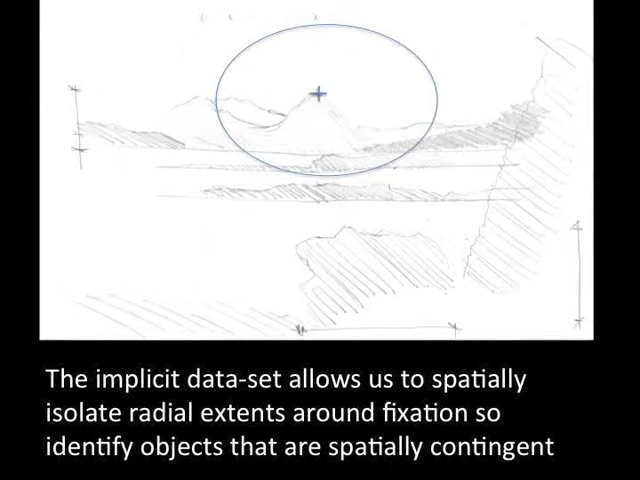 The implicit data-set allows us to spatially
isolate radial extents around fixation so
identify objects that are spatially contingent